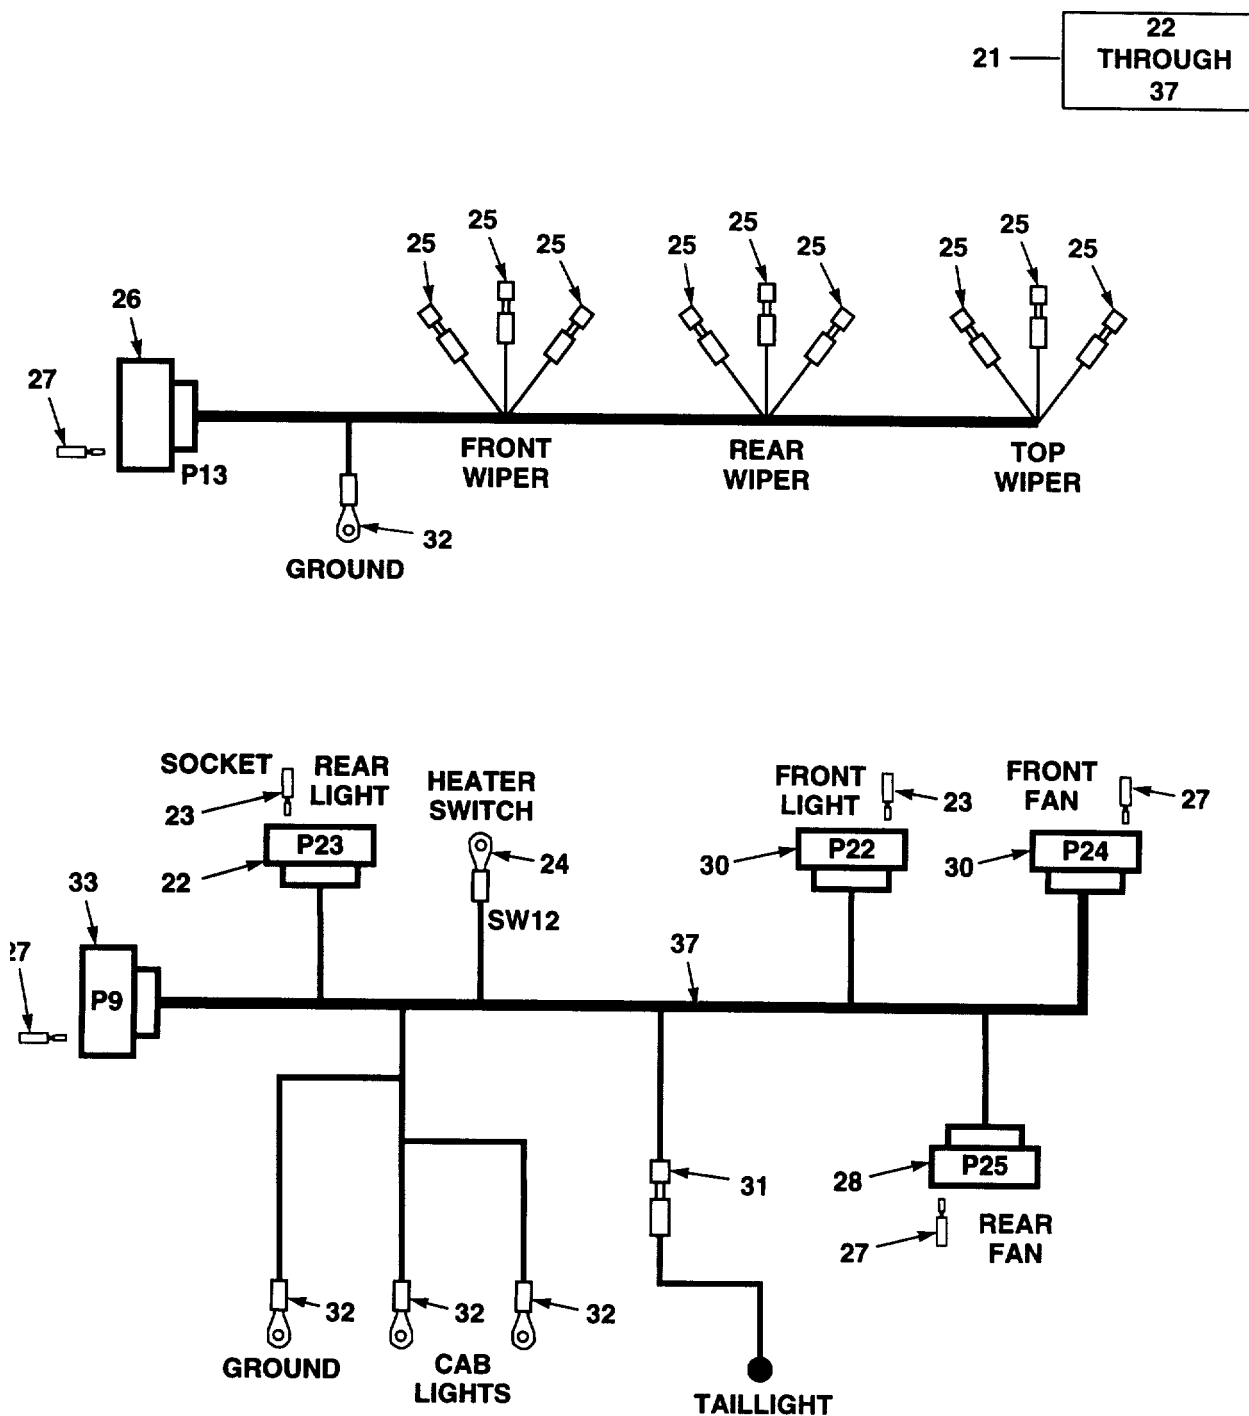 22
21 THROUGH
37
25 25 25 25 25 25 25 25 25
26
27
P13
FRONT
WIPER
REAR
WIPER
TOP
WIPER
32
GROUND
SOCKET
REAR
LIGHT
HEATER
SWITCH
FRONT
LIGHT
FRONT
FAN
23
23
27
P23
P22
P24
22
24
30
30
33
SW12
27
37
P9
31
28
P25
27
REAR
FAN
32
32
32
GROUND
CAB
LIGHTS
TAILLIGHT